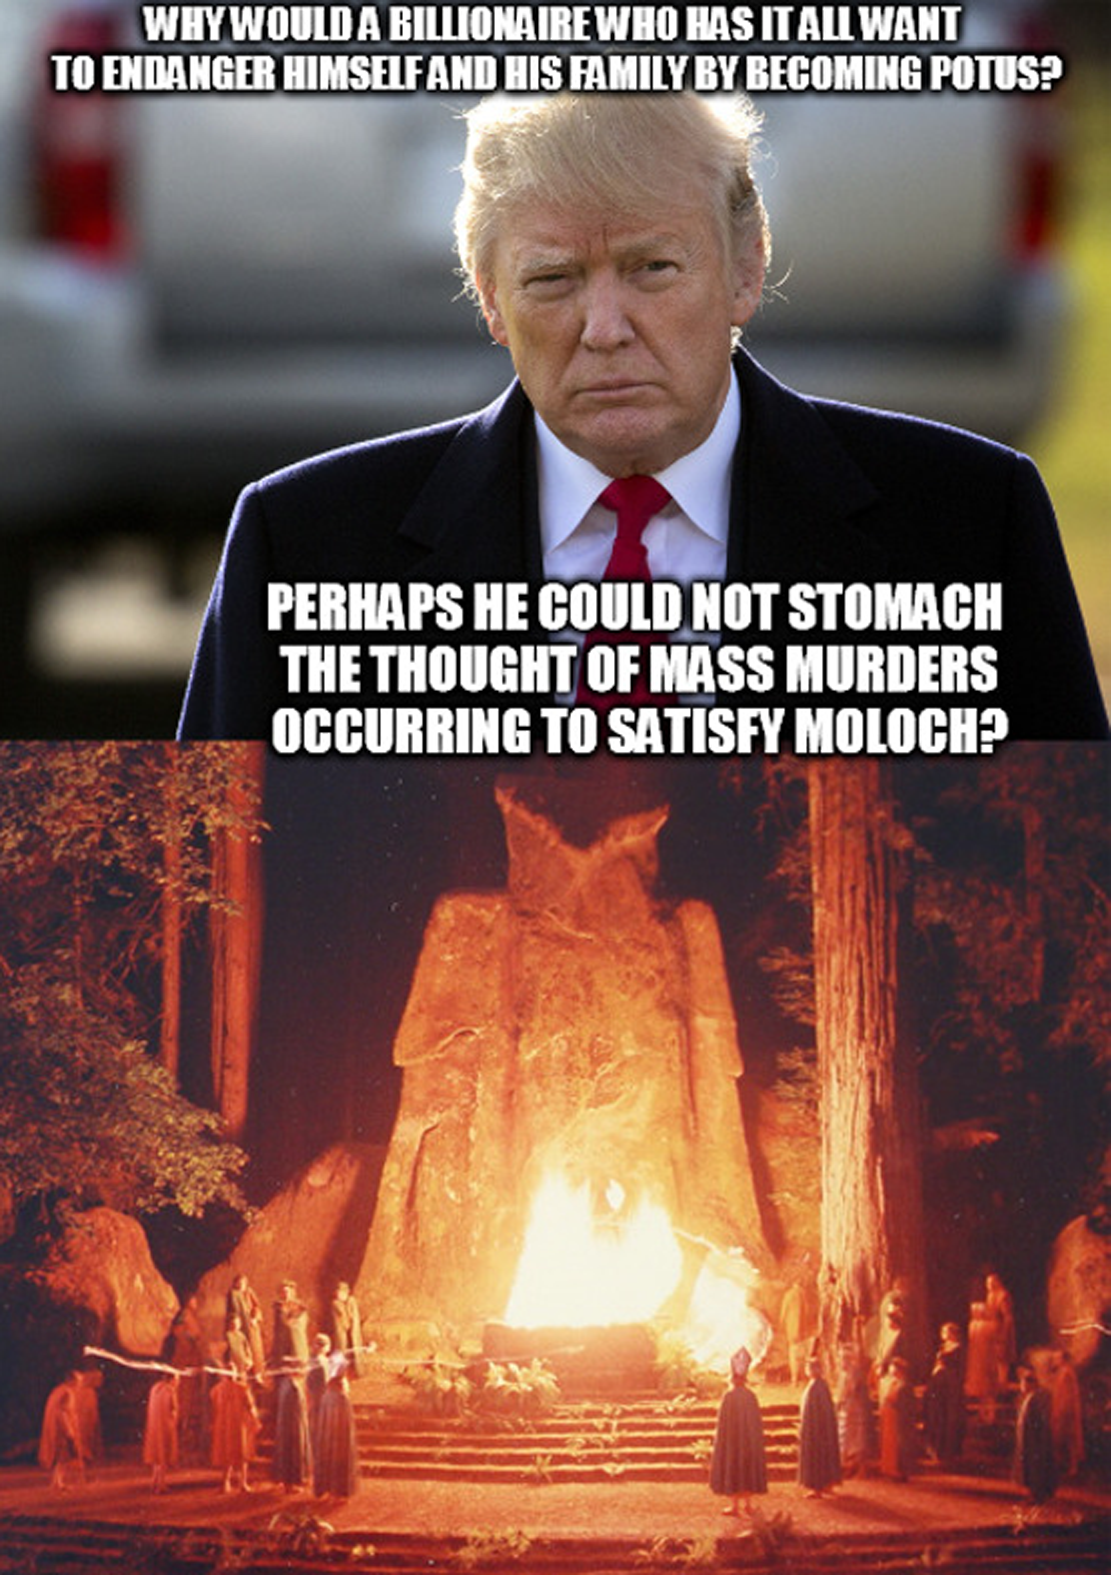 WHY WOULD A BILLIONAIRE WHO HAS IT ALL WANT
TO ENDANGER HIMSELF AND HIS FAMILY BY BECOMING POTUS?
PERHAPS HE COULD NOT STOMACH
THE THOUGHT OF MASS MURDERS
OCCURRING TO SATISFY MOLOCH?